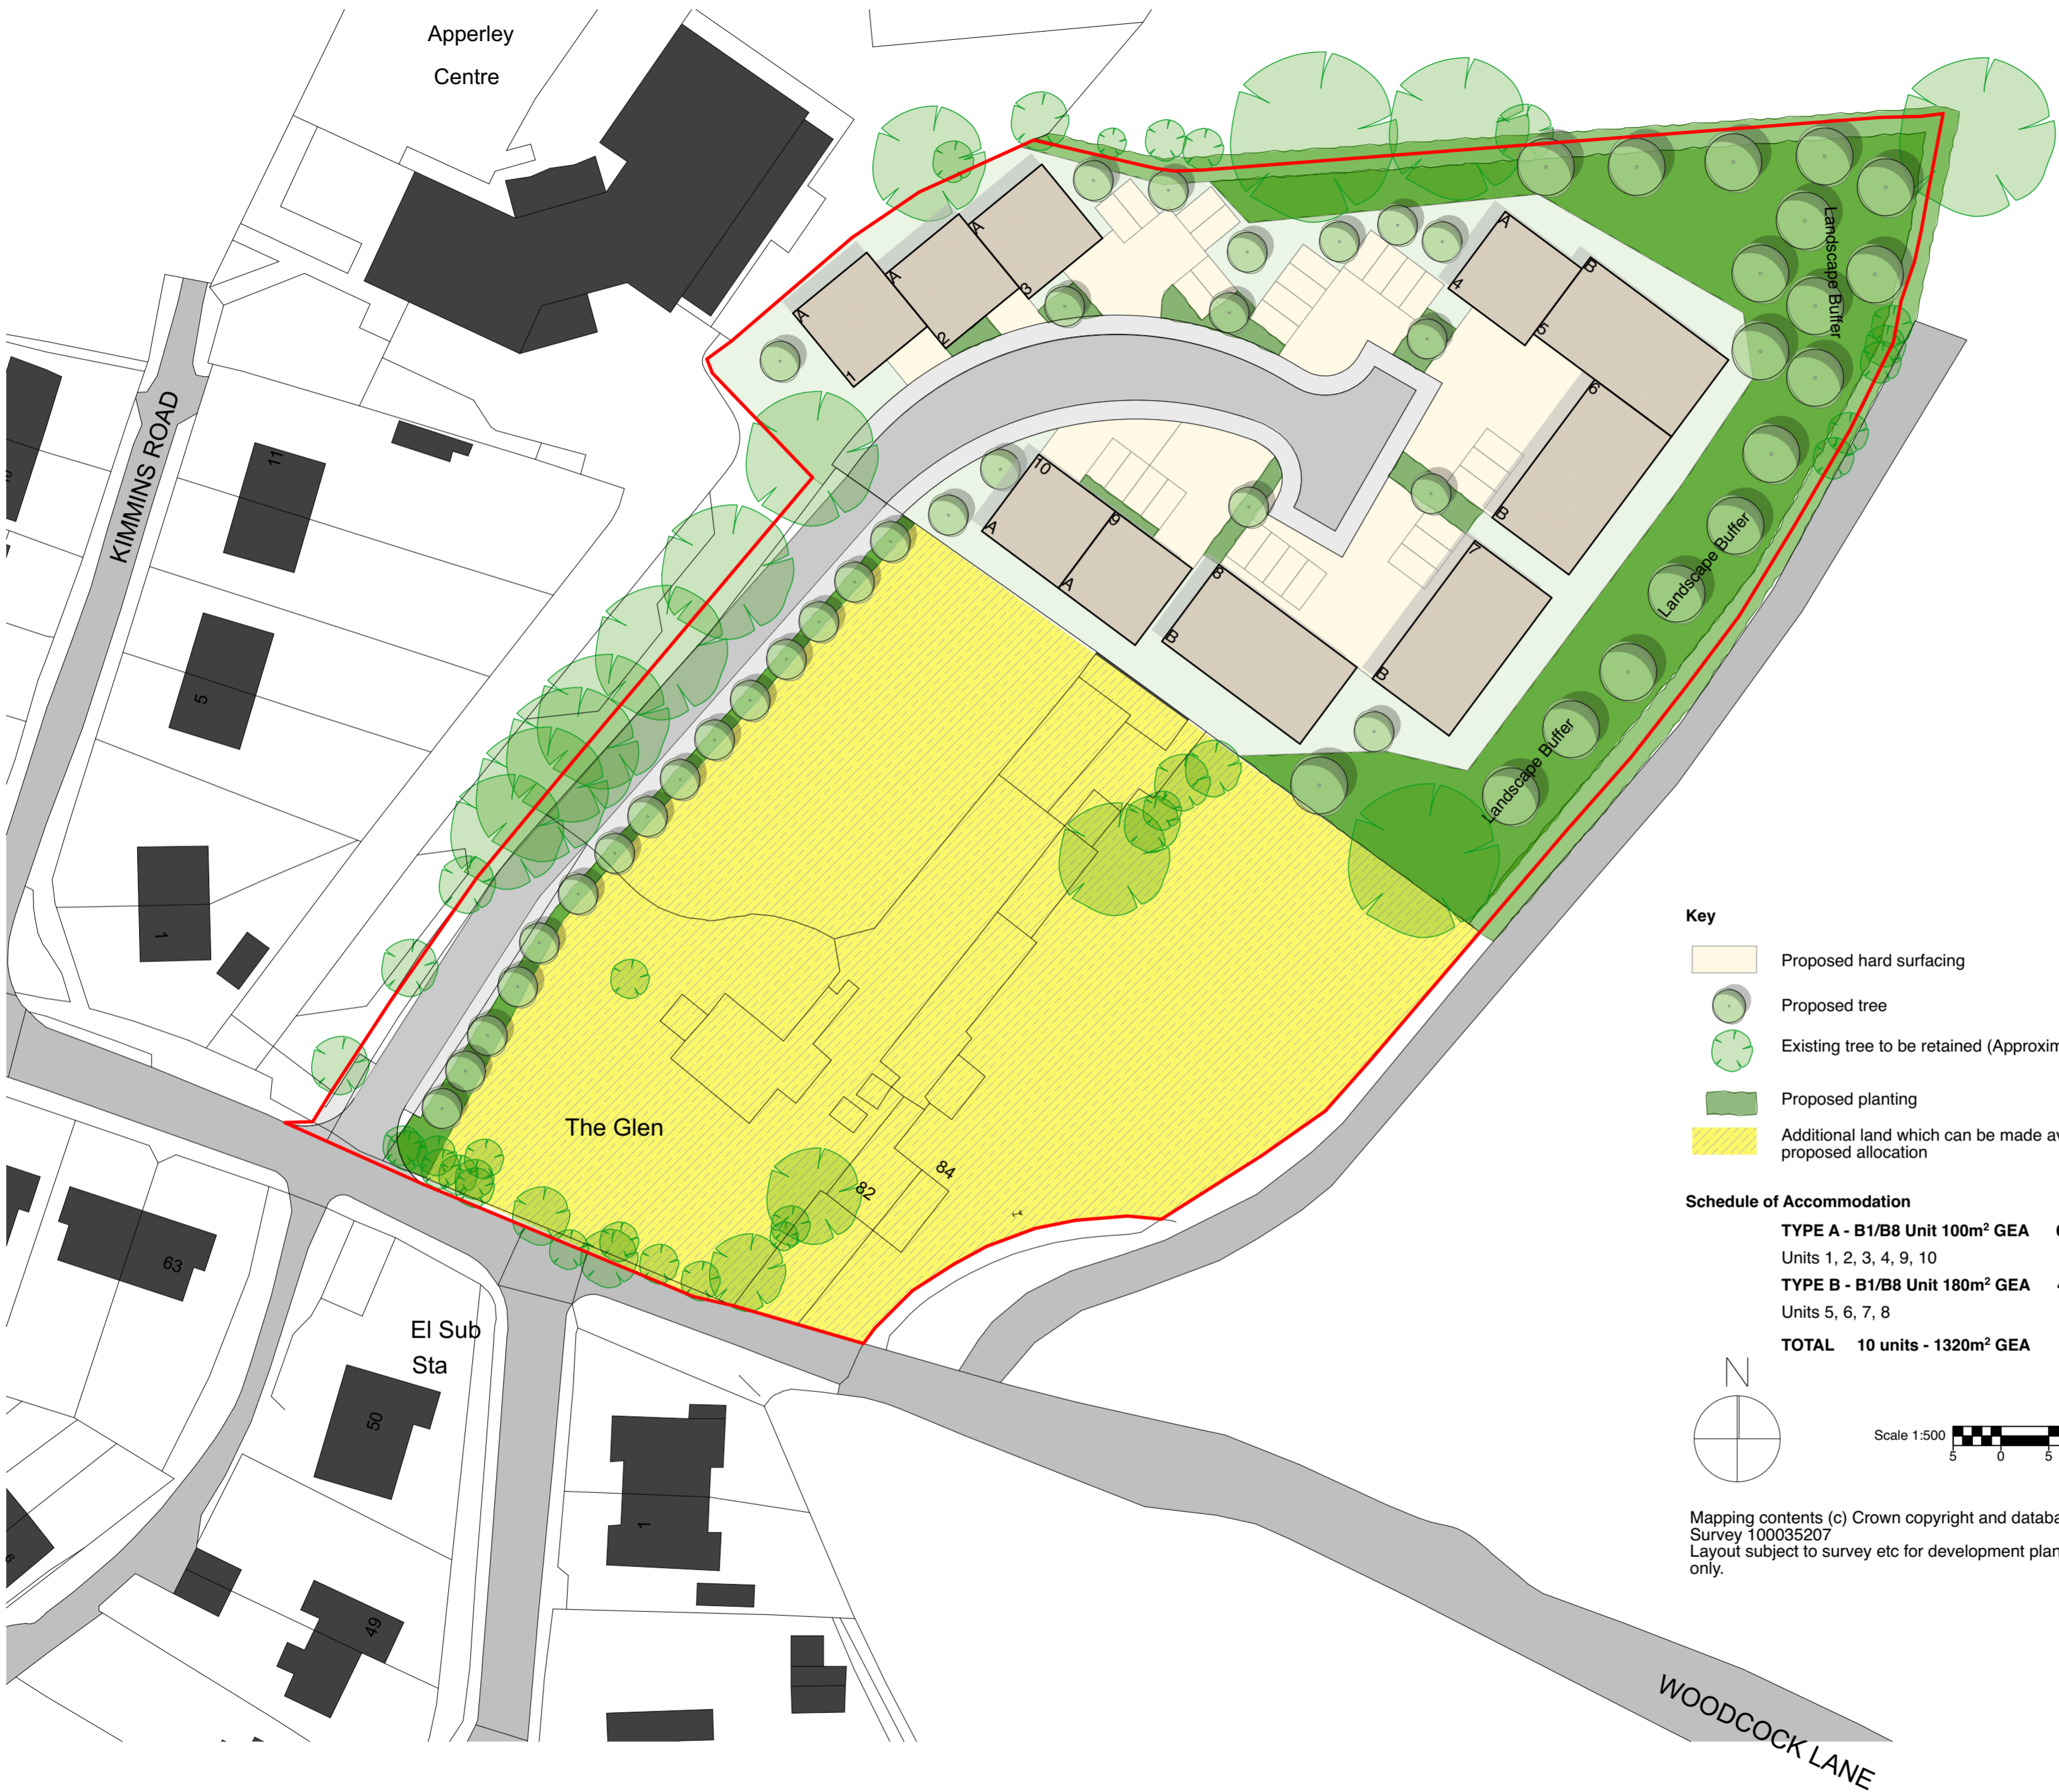 Apperley
Centre
KIMMINS ROAD
11
5
1
A
1
A
2
A
3
A
4
B
5
6
B
7
B
8
B
9
A
10
A
Landscape Buffer
Landscape Buffer
Landscape Buffer
The Glen
82
84
63
El Sub
Sta
50
49
1
WOODCOCK LANE
Key
Proposed hard surfacing
Proposed tree
Existing tree to be retained
Proposed planting
Additional land which can be made
proposed allocation
Schedule of Accommodation
TYPE A - B1/B8 Unit 100m² GEA
Units 1, 2, 3, 4, 9, 10
TYPE B - B1/B8 Unit 180m² GEA
Units 5, 6, 7, 8
TOTAL 10 units - 1320m² GEA
N
Scale 1:500
5 0 5
Mapping contents (c) Crown copyright and
Survey 100035207
Layout subject to survey etc for development
only.